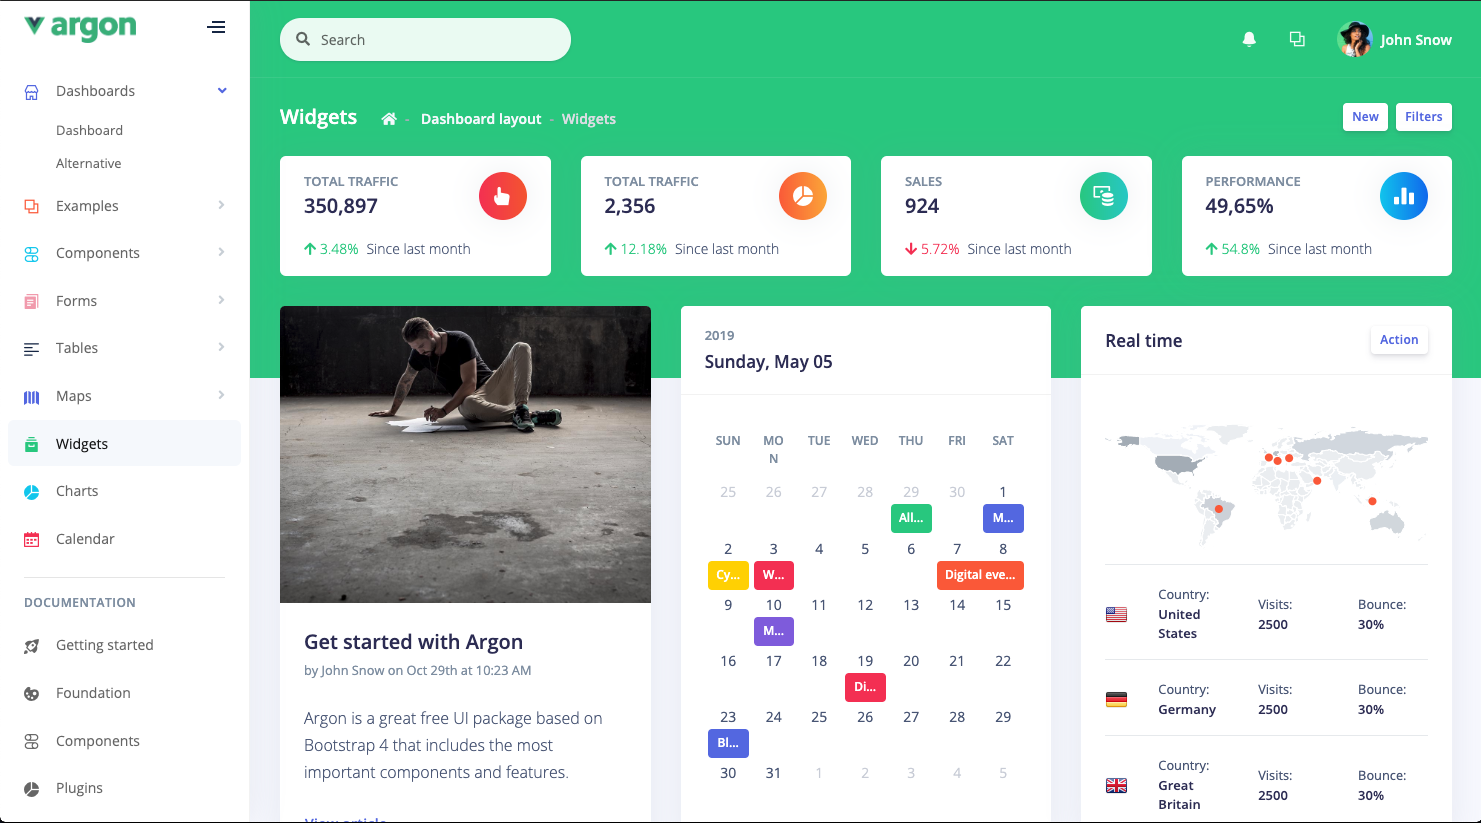 argon
Search
John Snow
Dashboards
Dashboard
Alternative
Examples
Components
Forms
Tables
Maps
Widgets
Charts
Calendar
DOCUMENTATION
Getting started
Foundation
Components
Plugins
Widgets - Dashboard layout - Widgets
New Filters
TOTAL TRAFFIC
350,897
3.48% Since last month
TOTAL TRAFFIC
2,356
12.18% Since last month
SALES
924
5.72% Since last month
PERFORMANCE
49,65%
54.8% Since last month
Get started with Argon
by John Snow on Oct 29th at 10:23 AM
Argon is a great free UI package based on
Bootstrap 4 that includes the most
important components and features.
View article
2019
Sunday, May 05
SUN MO TUE WED THU FRI SAT
N
25 26 27 28 29 30 1
All... M...
2 3 4 5 6 7 8
Cy... W... Digital eve...
9 10 11 12 13 14 15
M...
16 17 18 19 20 21 22
Di...
23 24 25 26 27 28 29
Bl...
30 31 1 2 3 4 5
Real time
Action
Country:
United
States
Visits:
2500
Bounce:
30%
Country:
Germany
Visits:
2500
Bounce:
30%
Country:
Great
Britain
Visits:
2500
Bounce:
30%